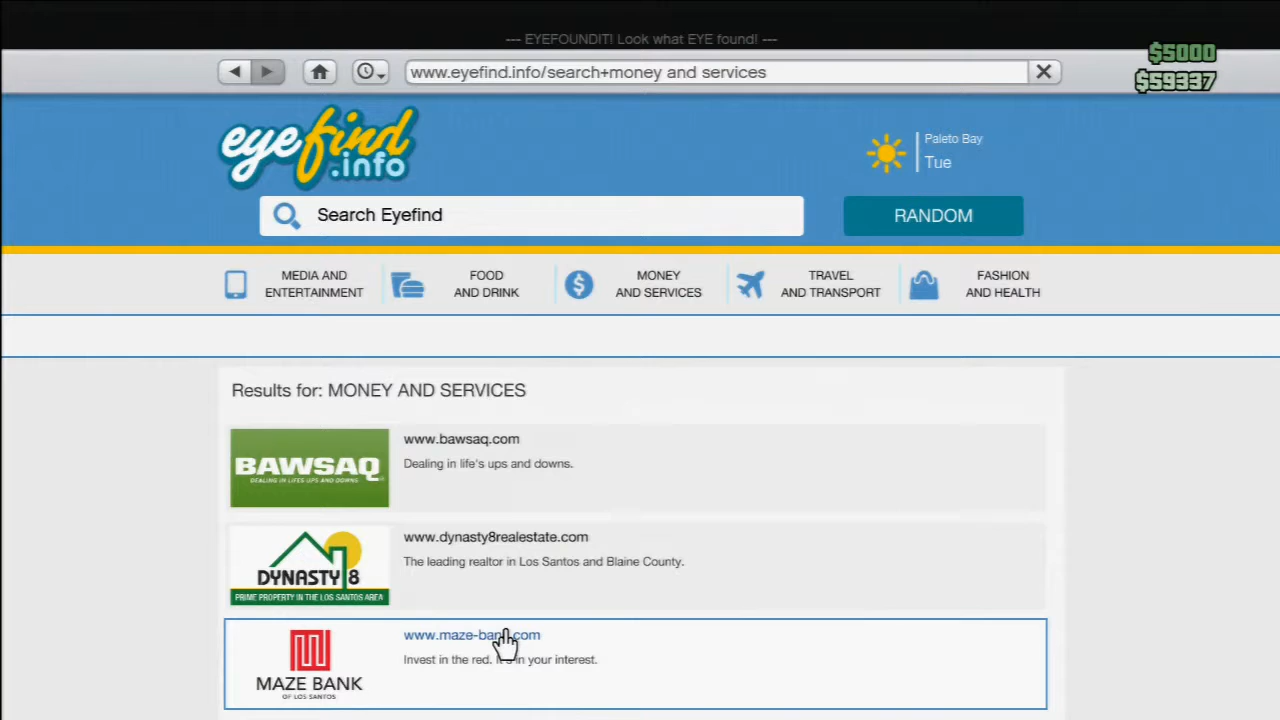 --- EYEFOUNDIT! Look what EYE found! ---
www.eyefind.info/search+money and services
$5000
$59337
eyefind
.info
Paleto Bay
Tue
Search Eyefind
RANDOM
MEDIA AND
ENTERTAINMENT
FOOD
AND DRINK
MONEY
AND SERVICES
TRAVEL
AND TRANSPORT
FASHION
AND HEALTH
Results for: MONEY AND SERVICES
BAWSAQ
DEALING IN LIFE'S UPS AND DOWNS
www.bawsaq.com
Dealing in life's ups and downs.
DYNASTY 8
PRIME PROPERTY IN THE LOS SANTOS AREA
www.dynasty8realestate.com
The leading realtor in Los Santos and Blaine County.
MAZE BANK
OF LOS SANTOS
www.maze-bank.com
Invest in the red. It's in your interest.